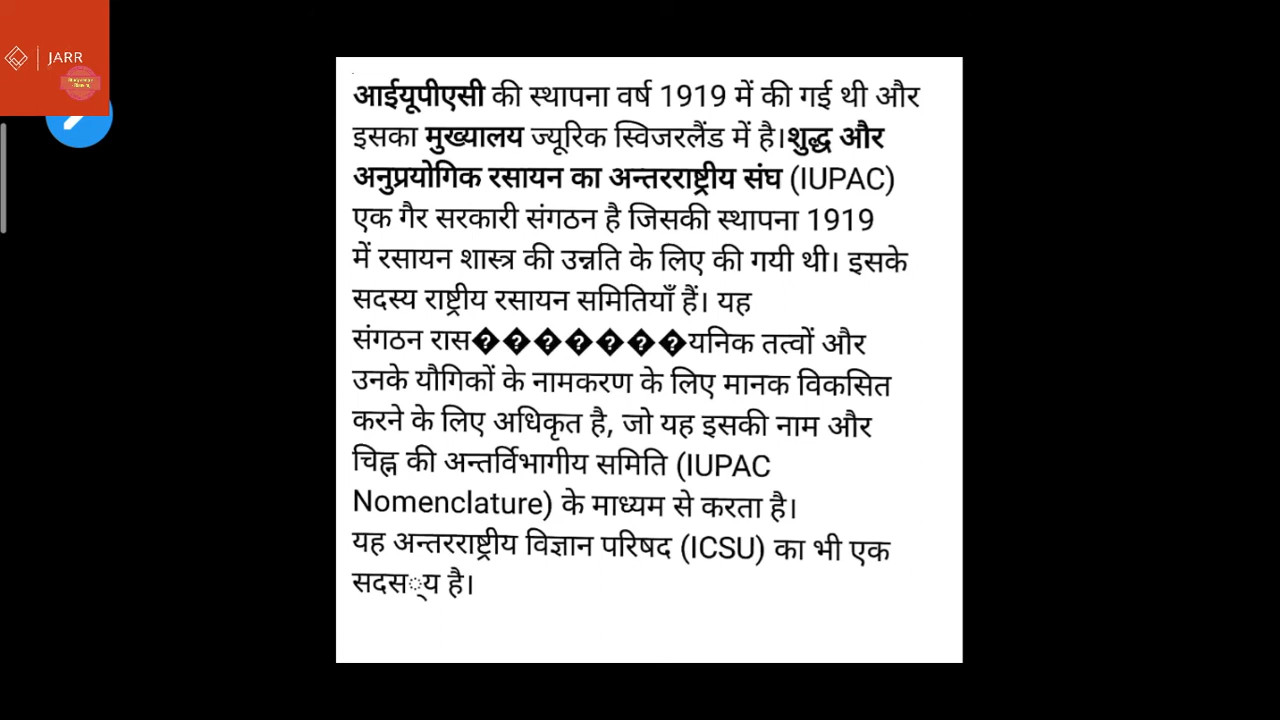 JARR
आईयूपीएसी की स्थापना वर्ष 1919 में की गई थी और
इसका मुख्यालय ज्यूरिक स्विजरलैंड में है।शुद्ध और
अनुप्रयोगिक रसायन का अन्तरराष्ट्रीय संघ (IUPAC)
एक गैर सरकारी संगठन है जिसकी स्थापना 1919
में रसायन शास्त्र की उन्नति के लिए की गयी थी। इसके
सदस्य राष्ट्रीय रसायन समितियाँ हैं। यह
संगठन रास�������यनिक तत्वों और
उनके यौगिकों के नामकरण के लिए मानक विकसित
करने के लिए अधिकृत है, जो यह इसकी नाम और
चिह्न की अन्तर्विभागीय समिति (IUPAC
Nomenclature) के माध्यम से करता है।
यह अन्तरराष्ट्रीय विज्ञान परिषद (ICSU) का भी एक
सदस◌्य है।